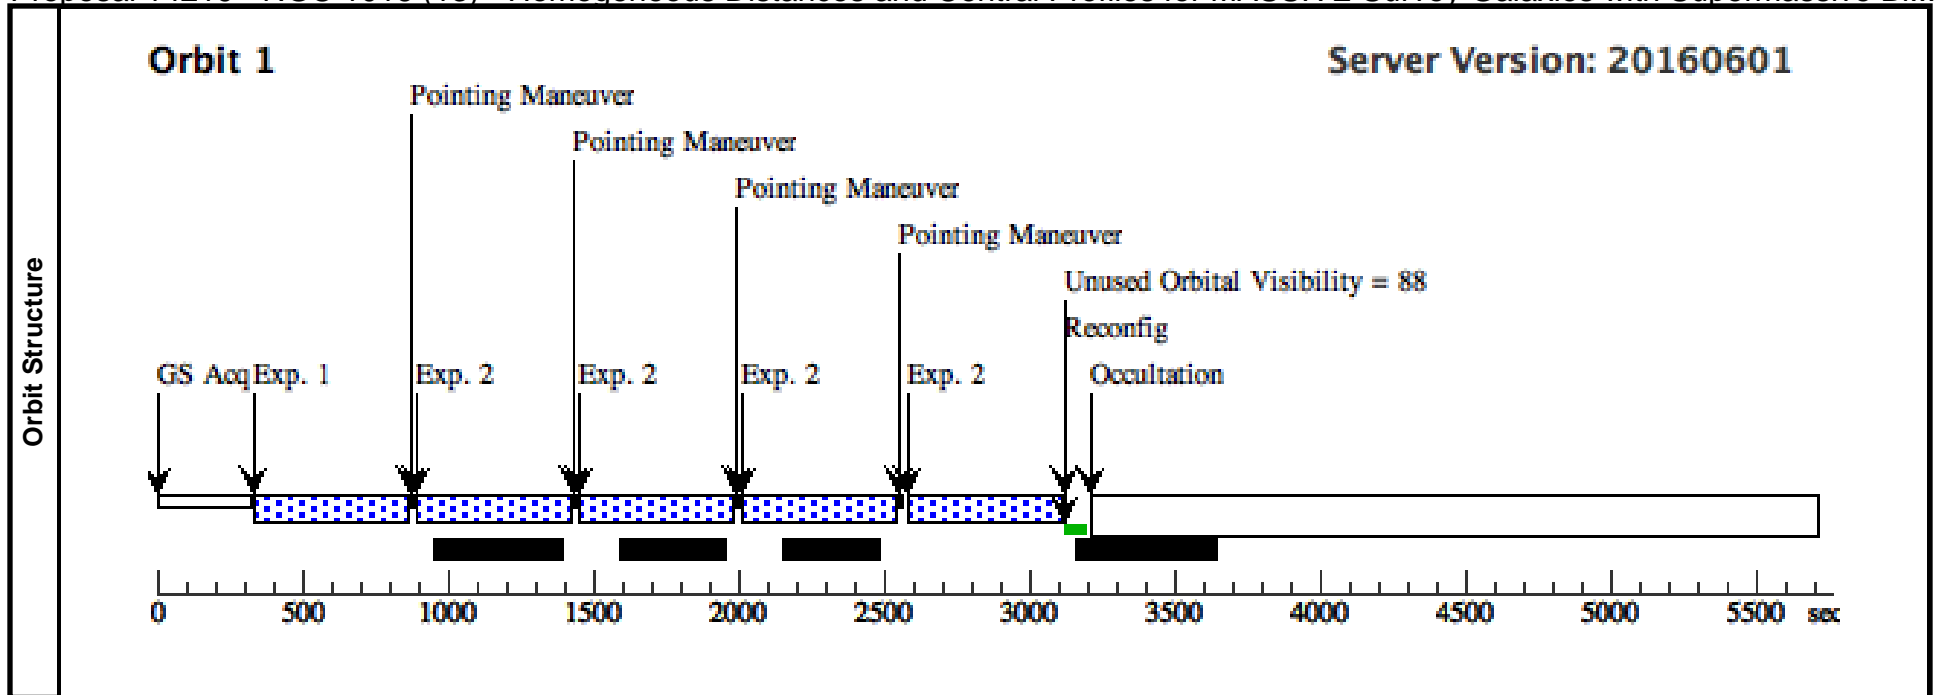 Orbit 1
Server Version: 20160601
Pointing Maneuver
Pointing Maneuver
Pointing Maneuver
Pointing Maneuver
Unused Orbital Visibility = 88
Reconfig
GS Acq Exp. 1 Exp. 2 Exp. 2 Exp. 2 Exp. 2 Occultation
Orbit Structure
0 500 1000 1500 2000 2500 3000 3500 4000 4500 5000 5500 sec